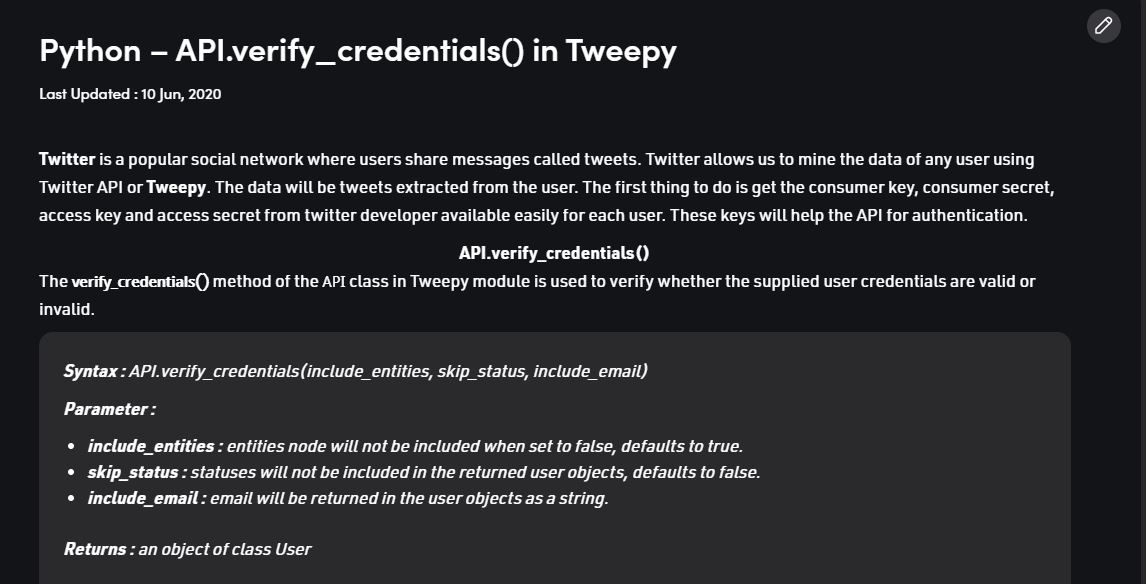 Python – API.verify_credentials() in Tweepy
Last Updated : 10 Jun, 2020
Twitter is a popular social network where users share messages called tweets. Twitter allows us to mine the data of any user using
Twitter API or Tweepy. The data will be tweets extracted from the user. The first thing to do is get the consumer key, consumer secret,
access key and access secret from twitter developer available easily for each user. These keys will help the API for authentication.
API.verify_credentials()
The verify_credentials() method of the API class in Tweepy module is used to verify whether the supplied user credentials are valid or
invalid.
Syntax : API.verify_credentials(include_entities, skip_status, include_email)
Parameter :
• include_entities : entities node will not be included when set to false, defaults to true.
• skip_status : statuses will not be included in the returned user objects, defaults to false.
• include_email : email will be returned in the user objects as a string.
Returns : an object of class User